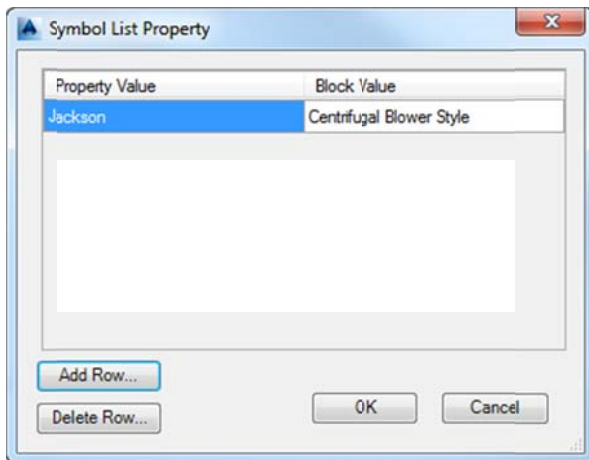 Symbol List Property
Property Value Block Value
Jackson Centrifugal Blower Style
Add Row...
Delete Row...
OK Cancel